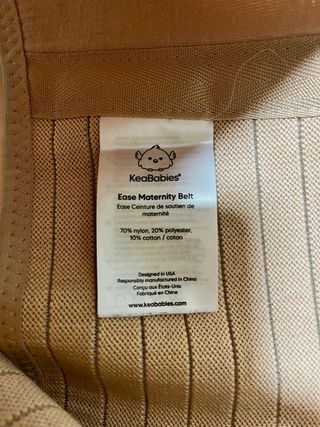 KeaBabies®
Ease Maternity Belt
Ease Ceinture de soutien de
maternité
70% nylon, 20% polyester,
10% cotton / coton
Designed in USA
Responsibly manufactured in China
Conçu aux États-Unis
Fabriqué en Chine
www.keababies.com